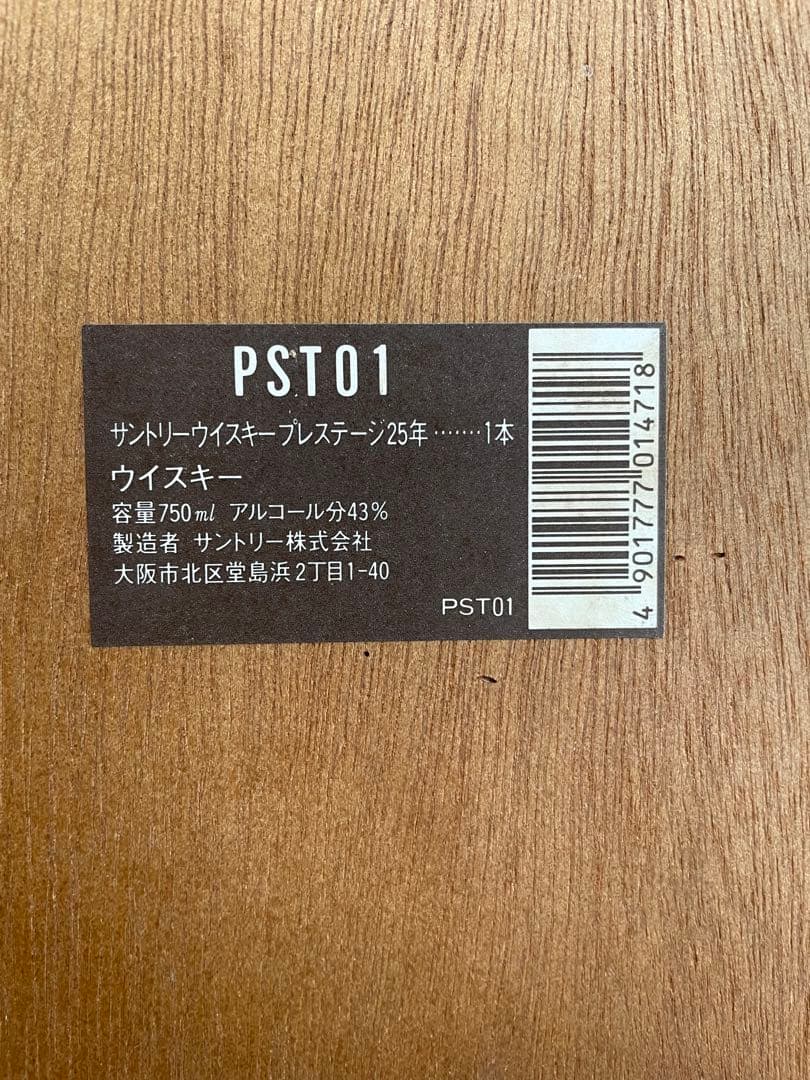 PST01
サントリーウイスキープレステージ25年……1本
ウイスキー
容量750ml アルコール分43%
製造者 サントリー株式会社
大阪市北区堂島浜2丁目1-40
PST01
4 901777 014718